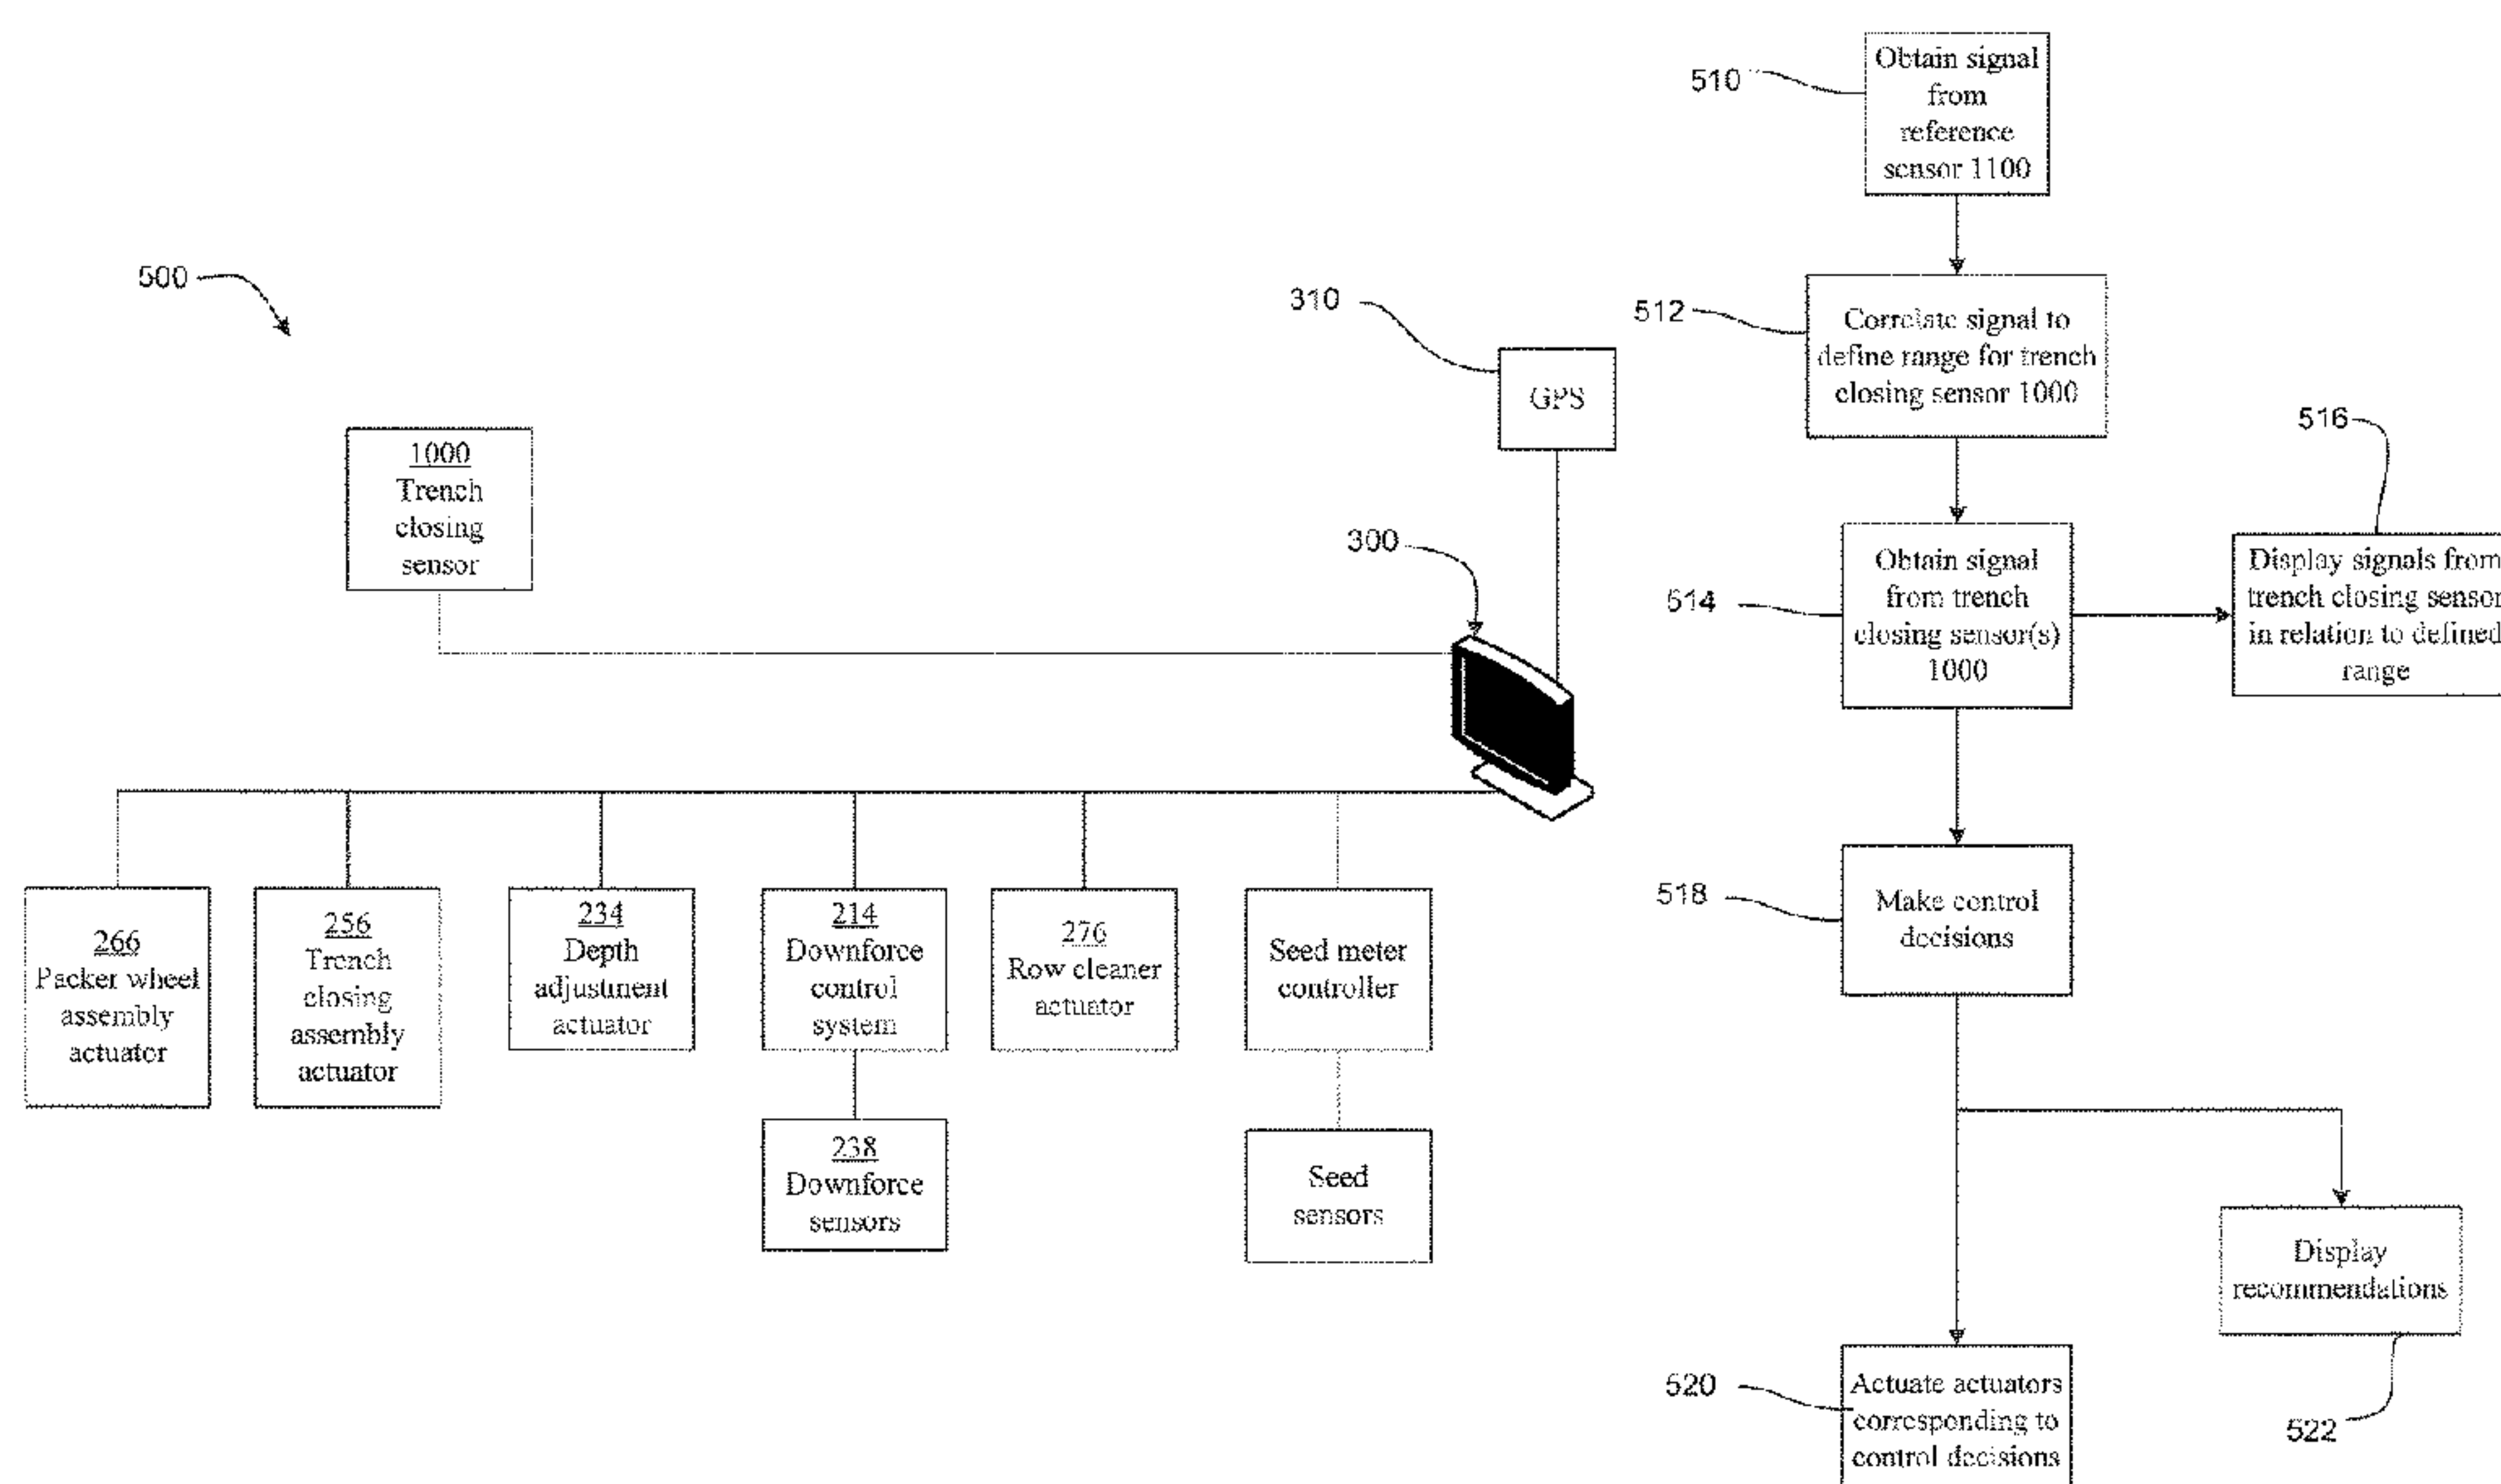 500
1000
Trench
closing
sensor
310
GPS
300
266
Packer wheel
assembly
actuator
256
Trench
closing
assembly
actuator
234
Depth
adjustment
actuator
214
Downforce
control
system
238
Downforce
sensors
276
Row cleaner
actuator
Seed meter
controller
Seed
sensors
510
Obtain signal
from
reference
sensor 1100
512
Correlate signal to
define range for trench
closing sensor 1000
514
Obtain signal
from trench
closing sensor(s)
1000
516
Display signals from
trench closing sensor
in relation to defined
range
518
Make control
decisions
520
Actuate actuators
corresponding to
control decisions
Display
recommendations
522